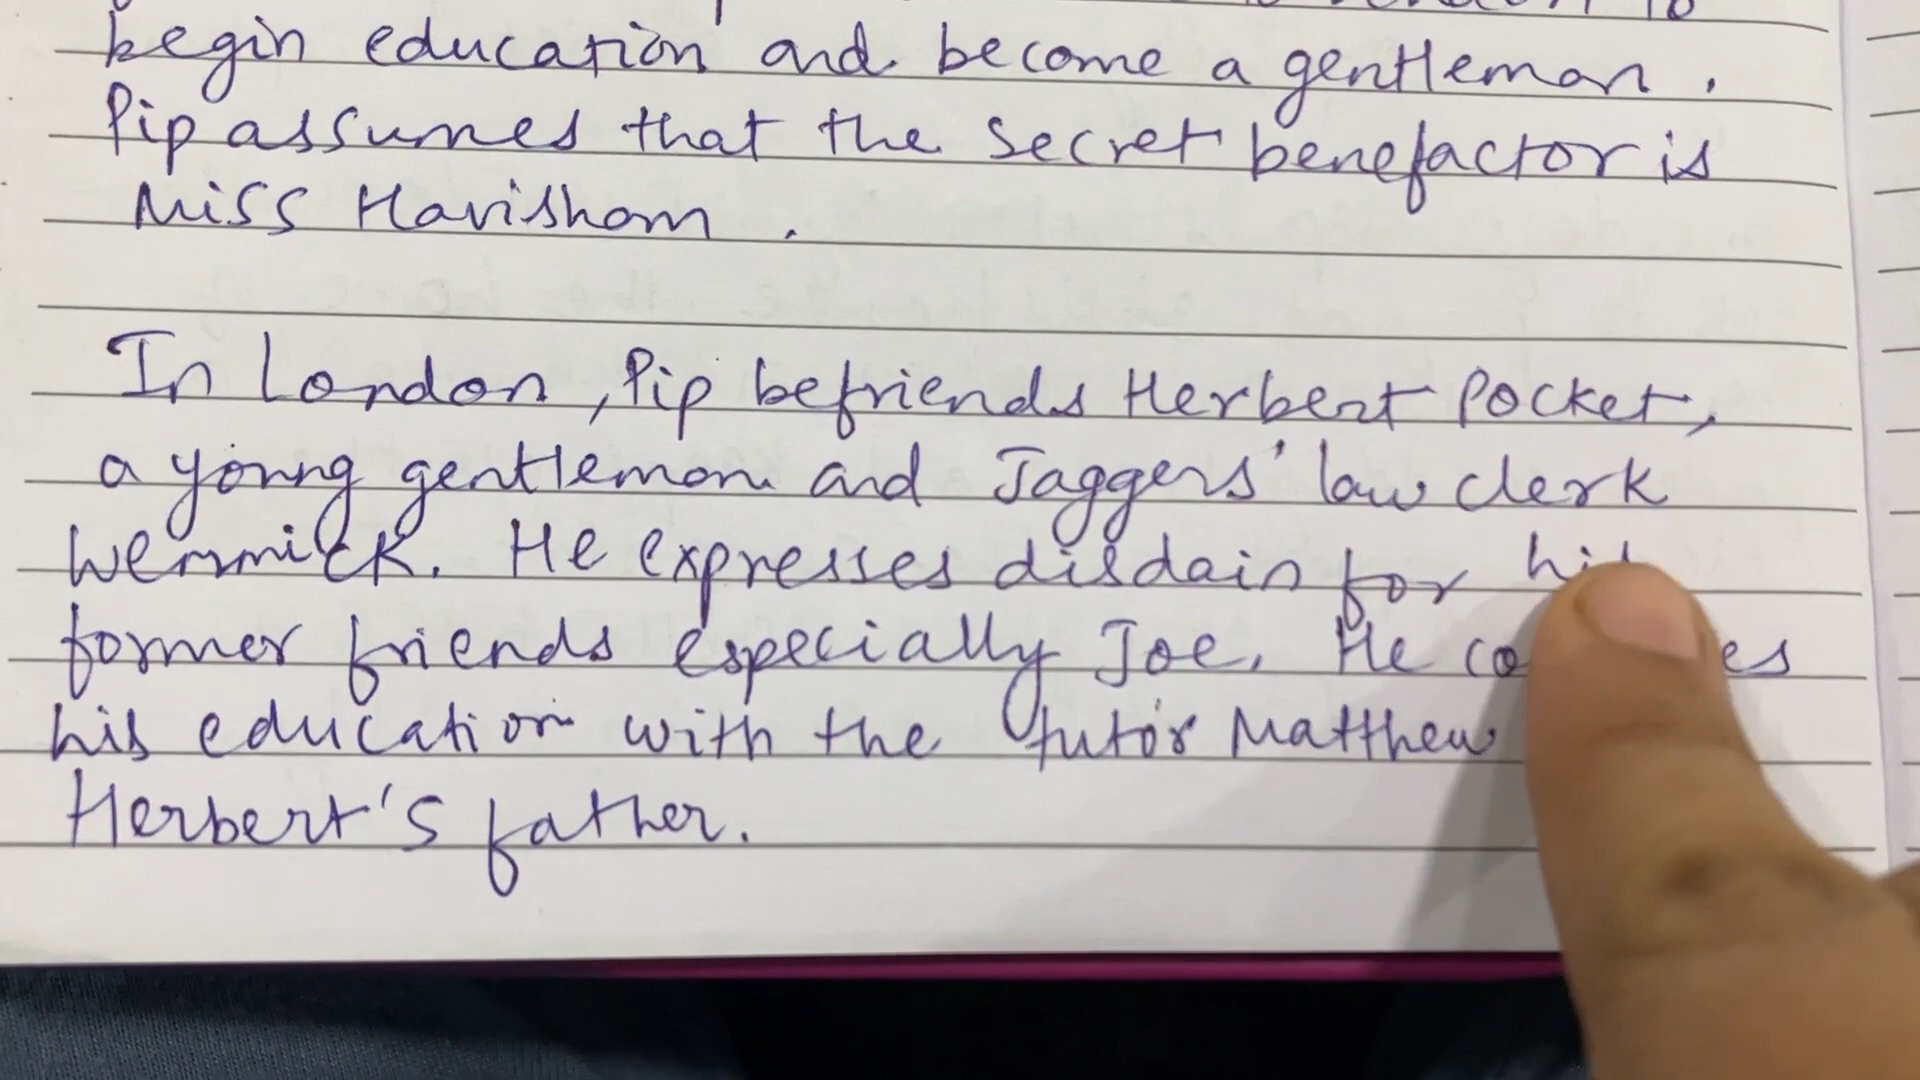 begin education and become a gentleman.
Pip assumes that the secret benefactor is
Miss Havisham.
In London, Pip befriends Herbert Pocket,
a young gentleman and Jaggers' law clerk
Wemmick. He expresses disdain for his
former friends especially Joe. He
his education with the tutor Matthew
Herbert's father.